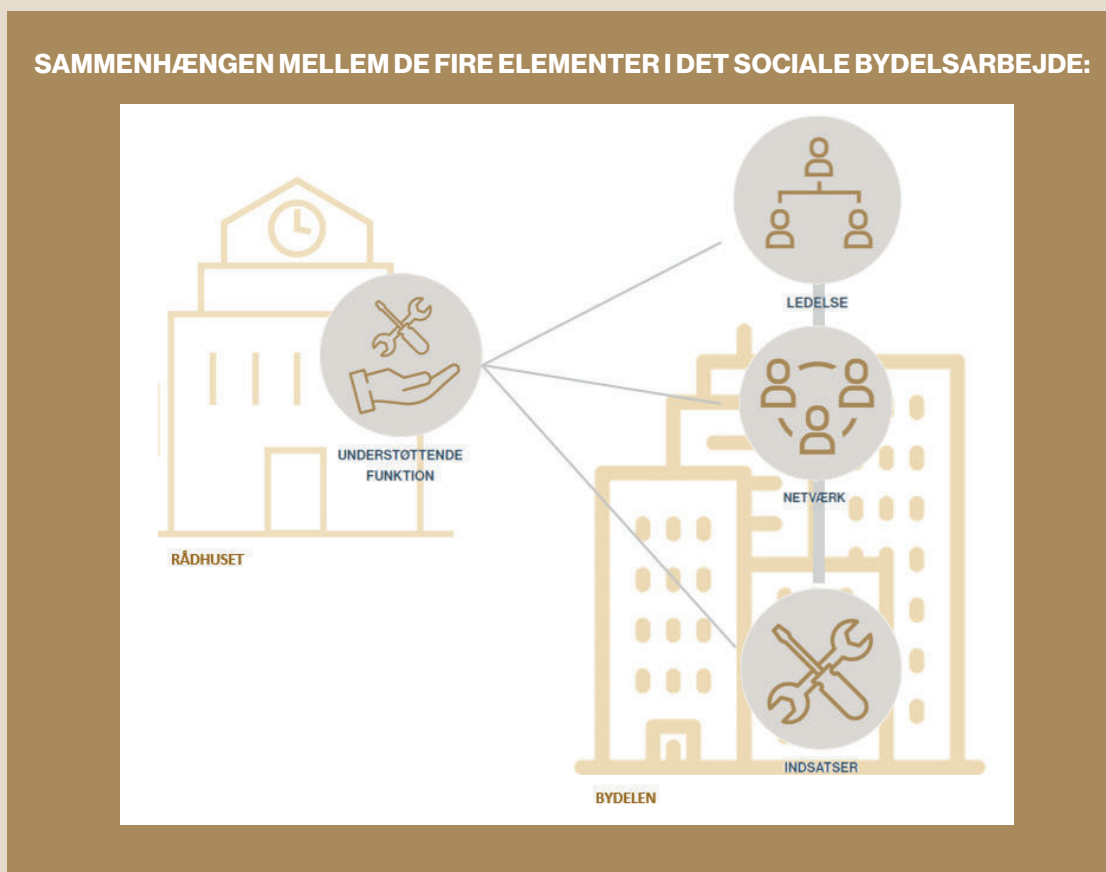 SAMMENHÆNGEN MELLEM DE FIRE ELEMENTER I DET SOCIALE BYDELSARBEJDE:
LEDELSE
UNDERSTØTTENDE
FUNKTION
NETVÆRK
RÅDHUSET
INDSATSER
BYDELEN